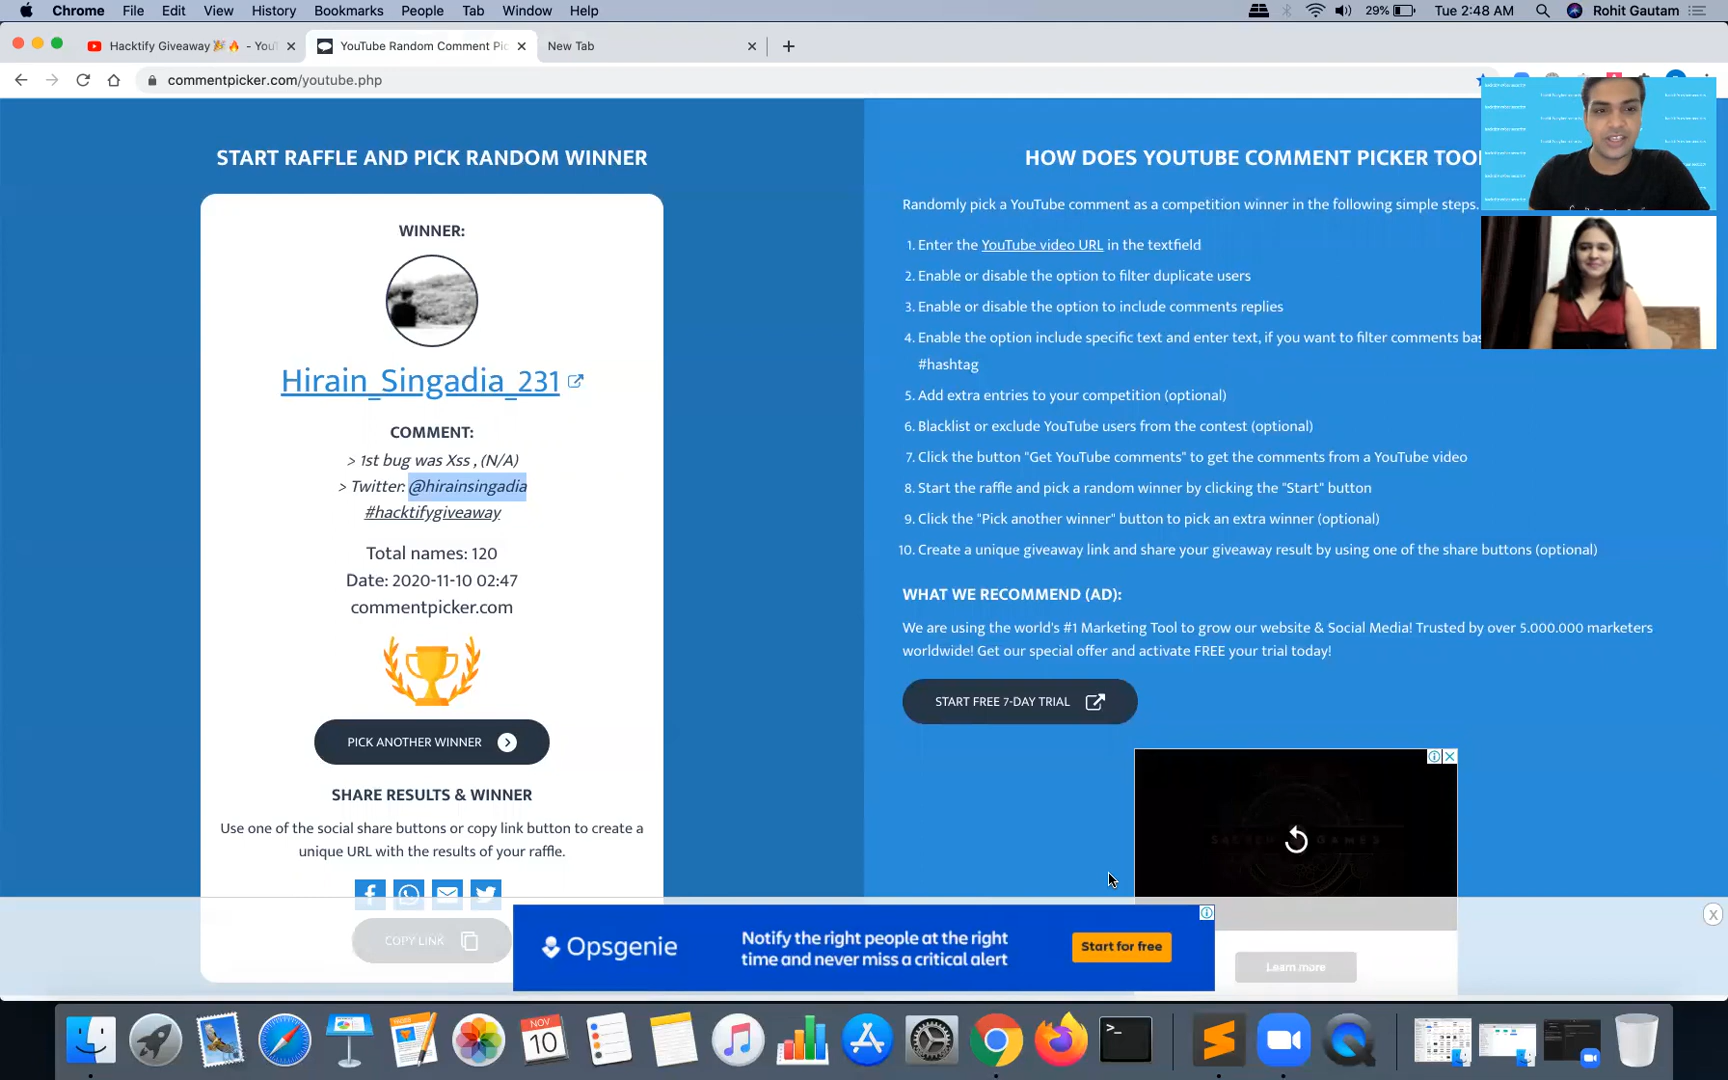 Chrome File Edit View History Bookmarks People Tab Window Help
29% Tue 2:48 AM Rohit Gautam
Hacktify Giveaway🎉🔥 - You
YouTube Random Comment Pic
New Tab
commentpicker.com/youtube.php
START RAFFLE AND PICK RANDOM WINNER
WINNER:
Hirain_Singadia_231
COMMENT:
> 1st bug was Xss , (N/A)
> Twitter: @hirainsingadia
#hacktifygiveaway
Total names: 120
Date: 2020-11-10 02:47
commentpicker.com
PICK ANOTHER WINNER
SHARE RESULTS & WINNER
Use one of the social share buttons or copy link button to create a
unique URL with the results of your raffle.
COPY LINK
HOW DOES YOUTUBE COMMENT PICKER TOO
Randomly pick a YouTube comment as a competition winner in the following simple steps.
1. Enter the YouTube video URL in the textfield
2. Enable or disable the option to filter duplicate users
3. Enable or disable the option to include comments replies
4. Enable the option include specific text and enter text, if you want to filter comments bas
#hashtag
5. Add extra entries to your competition (optional)
6. Blacklist or exclude YouTube users from the contest (optional)
7. Click the button "Get YouTube comments" to get the comments from a YouTube video
8. Start the raffle and pick a random winner by clicking the "Start" button
9. Click the "Pick another winner" button to pick an extra winner (optional)
10. Create a unique giveaway link and share your giveaway result by using one of the share buttons (optional)
WHAT WE RECOMMEND (AD):
We are using the world's #1 Marketing Tool to grow our website & Social Media! Trusted by over 5.000.000 marketers
worldwide! Get our special offer and activate FREE your trial today!
START FREE 7-DAY TRIAL
Learn more
Opsgenie
Notify the right people at the right
time and never miss a critical alert
Start for free
NOV
10